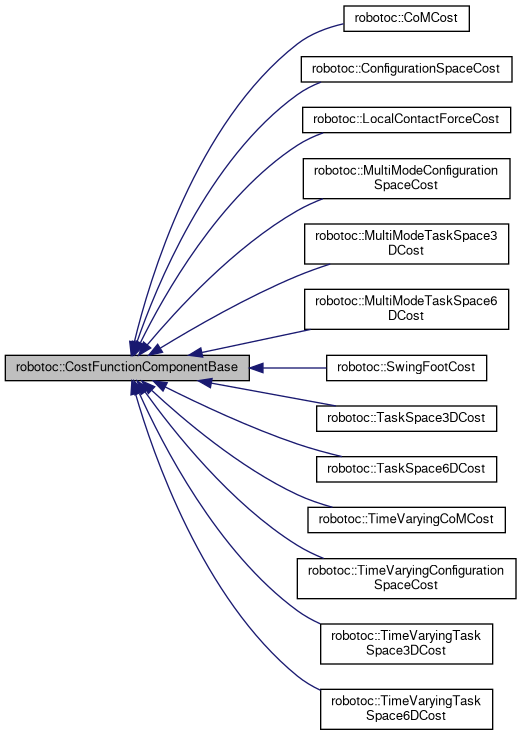 robotoc::CoMCost
robotoc::ConfigurationSpaceCost
robotoc::LocalContactForceCost
robotoc::MultiModeConfiguration
SpaceCost
robotoc::MultiModeTaskSpace3
DCost
robotoc::MultiModeTaskSpace6
DCost
robotoc::CostFunctionComponentBase
robotoc::SwingFootCost
robotoc::TaskSpace3DCost
robotoc::TaskSpace6DCost
robotoc::TimeVaryingCoMCost
robotoc::TimeVaryingConfiguration
SpaceCost
robotoc::TimeVaryingTask
Space3DCost
robotoc::TimeVaryingTask
Space6DCost